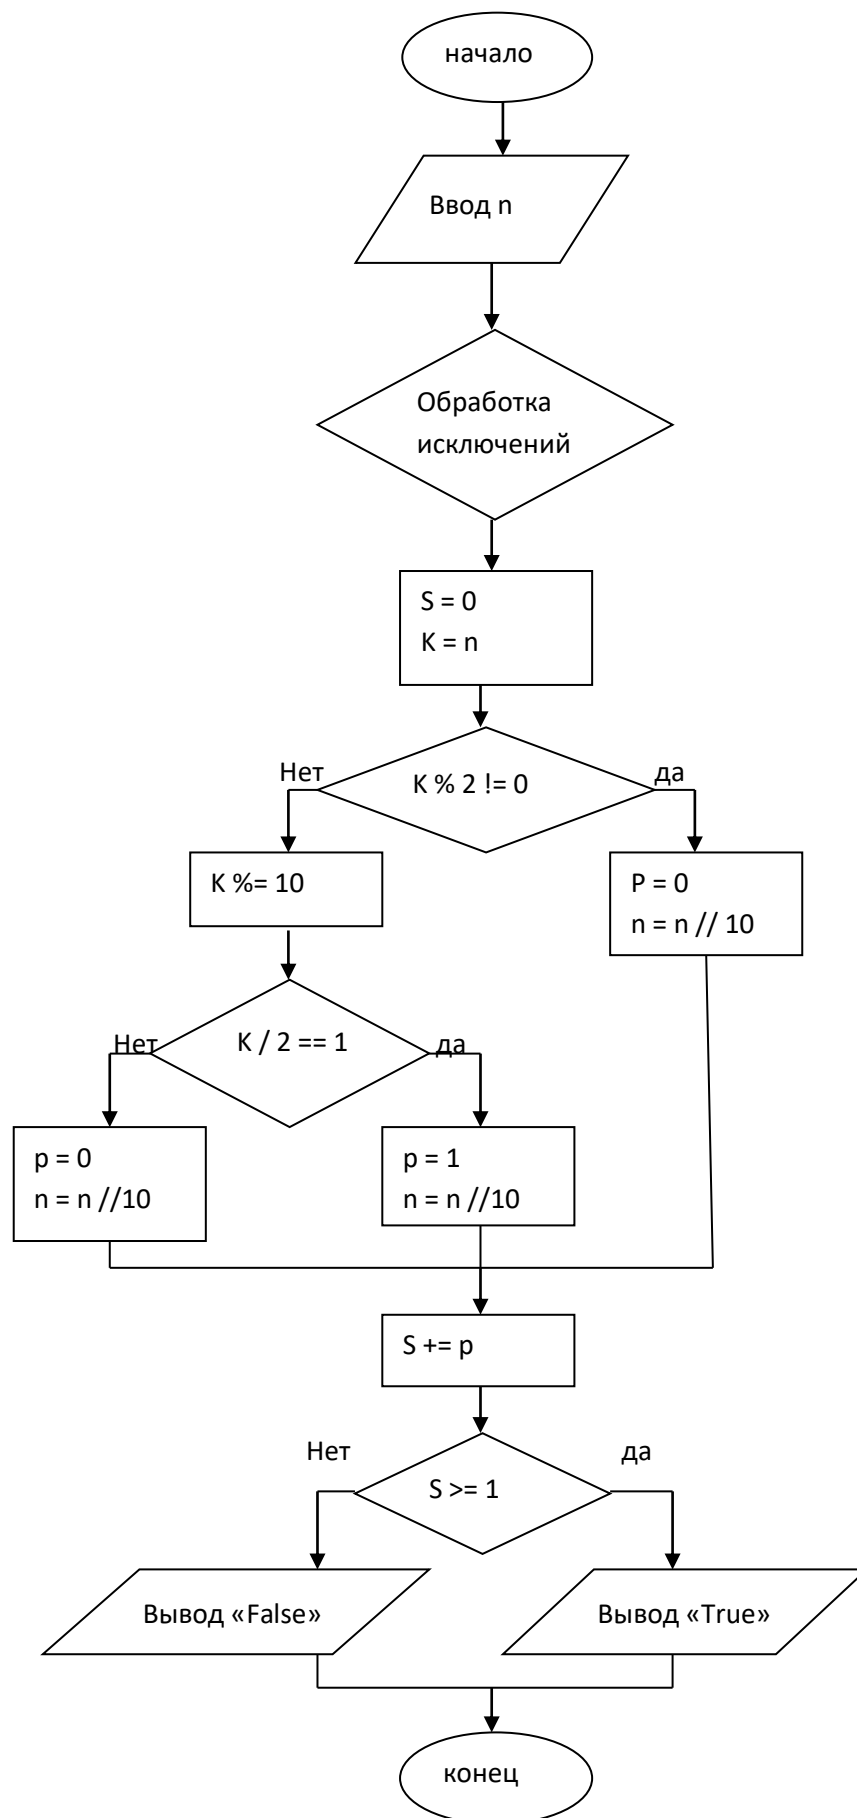 начало
Ввод n
Обработка
исключений
S = 0
K = n
Нет
K % 2 != 0
да
K %= 10
P = 0
n = n // 10
Нет
K / 2 == 1
да
p = 0
n = n //10
p = 1
n = n //10
S += p
Нет
S >= 1
да
Вывод «False»
Вывод «True»
конец